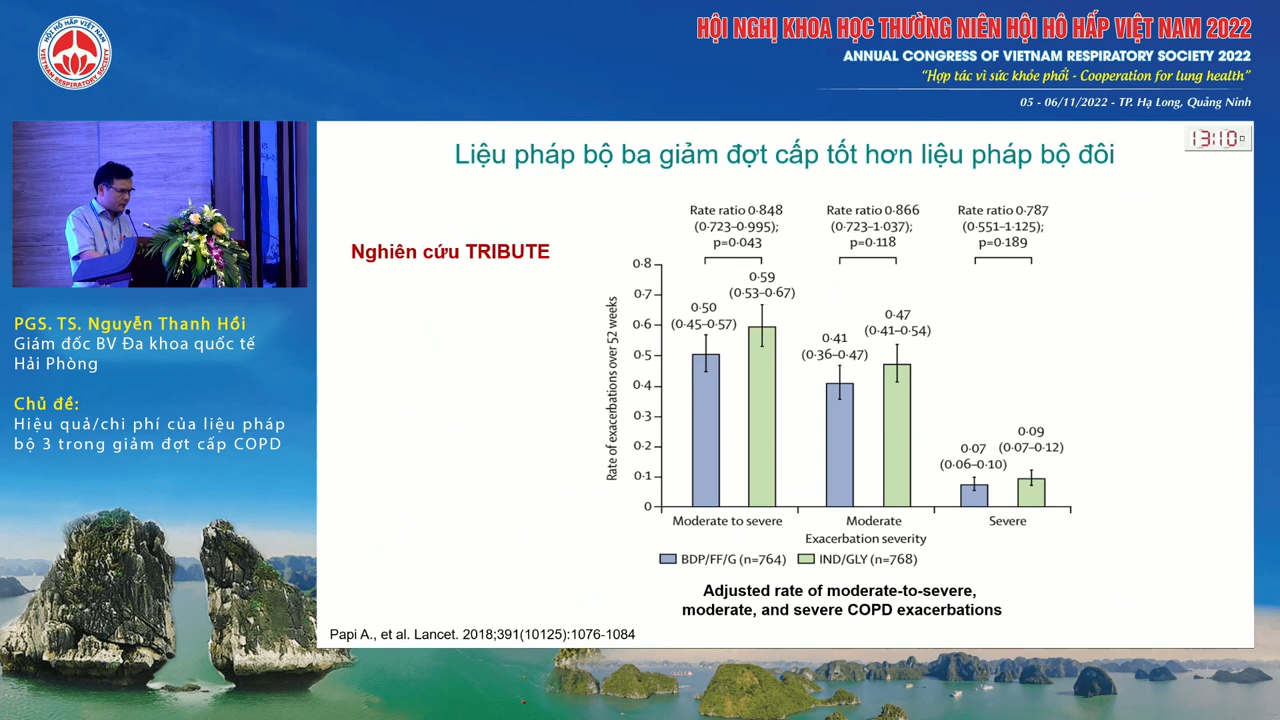 HỘI HÔ HẤP VIỆT NAM
VIETNAM RESPIRATORY SOCIETY
HỘI NGHỊ KHOA HỌC THƯỜNG NIÊN HỘI HÔ HẤP VIỆT NAM 2022
ANNUAL CONGRESS OF VIETNAM RESPIRATORY SOCIETY 2022
“Hợp tác vì sức khỏe phổi - Cooperation for lung health”
05 - 06/11/2022 - TP. Hạ Long, Quảng Ninh
13:10
Liệu pháp bộ ba giảm đợt cấp tốt hơn liệu pháp bộ đôi
Nghiên cứu TRIBUTE
Rate ratio 0·848
(0·723–0·995);
p=0·043
Rate ratio 0·866
(0·723–1·037);
p=0·118
Rate ratio 0·787
(0·551–1·125);
p=0·189
Rate of exacerbations over 52 weeks
0·8
0·7
0·6
0·5
0·4
0·3
0·2
0·1
0
0·50
(0·45–0·57)
0·59
(0·53–0·67)
0·41
(0·36–0·47)
0·47
(0·41–0·54)
0·07
(0·06–0·10)
0·09
(0·07–0·12)
Moderate to severe
Moderate
Severe
Exacerbation severity
BDP/FF/G (n=764)
IND/GLY (n=768)
Adjusted rate of moderate-to-severe,
moderate, and severe COPD exacerbations
Papi A., et al. Lancet. 2018;391(10125):1076-1084
PGS. TS. Nguyễn Thanh Hồi
Giám đốc BV Đa khoa quốc tế
Hải Phòng
Chủ đề:
Hiệu quả/chi phí của liệu pháp
bộ 3 trong giảm đợt cấp COPD